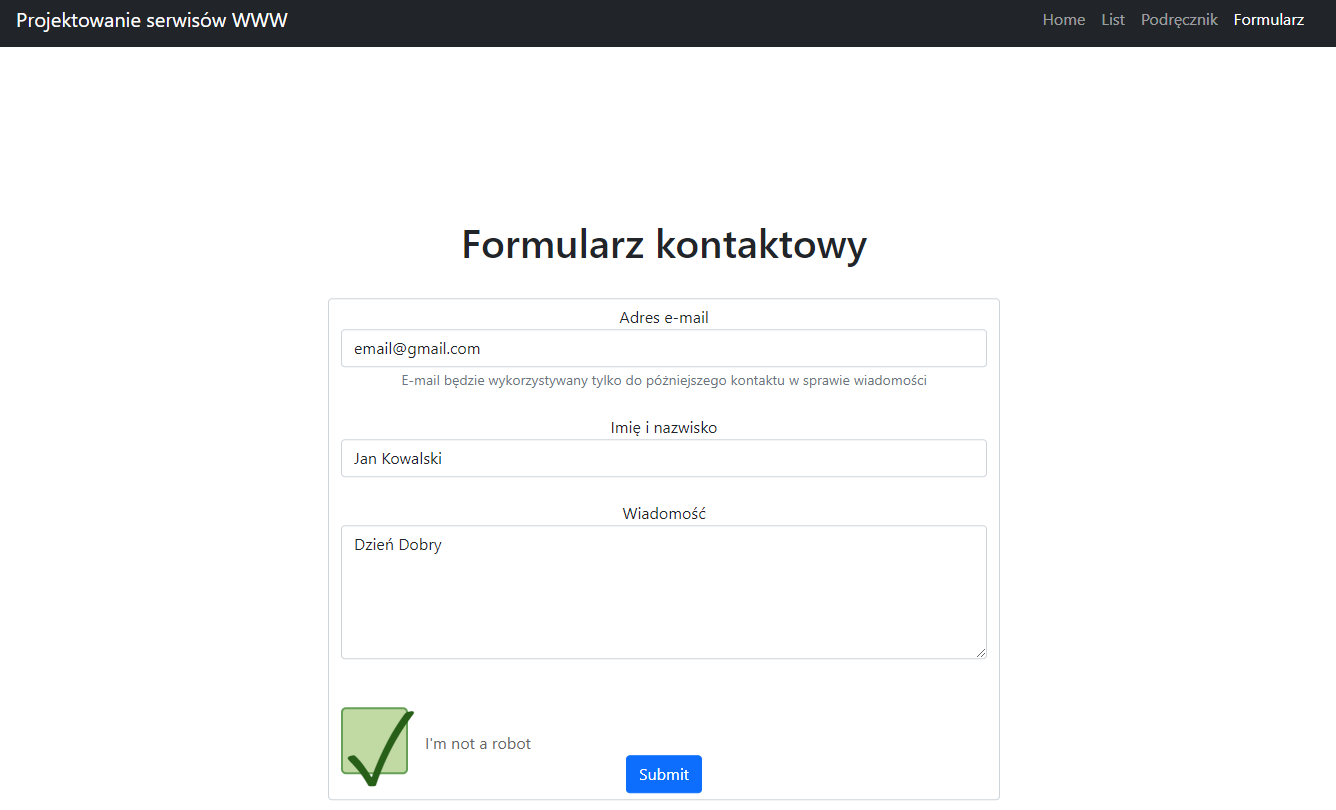 Projektowanie serwisów WWW
Home List Podręcznik Formularz
Formularz kontaktowy
Adres e-mail
email@gmail.com
E-mail będzie wykorzystywany tylko do późniejszego kontaktu w sprawie wiadomości
Imię i nazwisko
Jan Kowalski
Wiadomość
Dzień Dobry
I'm not a robot
Submit